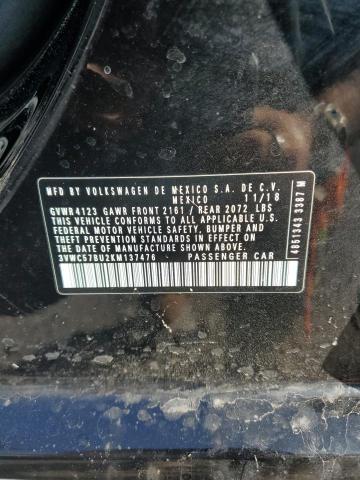 MFD BY VOLKSWAGEN DE MEXICO S.A. DE C.V.
MEXICO 11/18
GVWR 4123 GAWR FRONT 2161 / REAR 2072 LBS
THIS VEHICLE CONFORMS TO ALL APPLICABLE
FEDERAL MOTOR VEHICLE SAFETY, BUMPER AND
THEFT PREVENTION STANDARDS IN EFFECT ON
THE DATE OF MANUFACTURE SHOWN ABOVE.
3VWC57BU2KM137476 PASSENGER CAR
4851343 3387 M